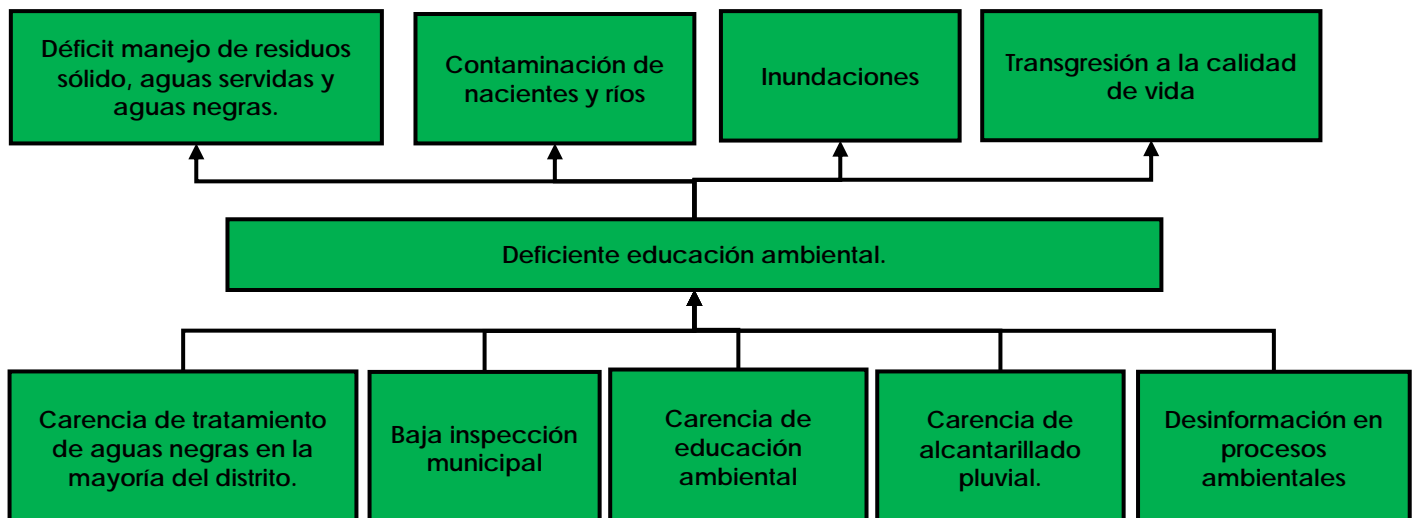 Déficit manejo de residuos
sólido, aguas servidas y
aguas negras.
Contaminación de
nacientes y ríos
Inundaciones
Transgresión a la calidad
de vida
Deficiente educación ambiental.
Carencia de tratamiento
de aguas negras en la
mayoría del distrito.
Baja inspección
municipal
Carencia de
educación
ambiental
Carencia de
alcantarillado
pluvial.
Desinformación en
procesos
ambientales